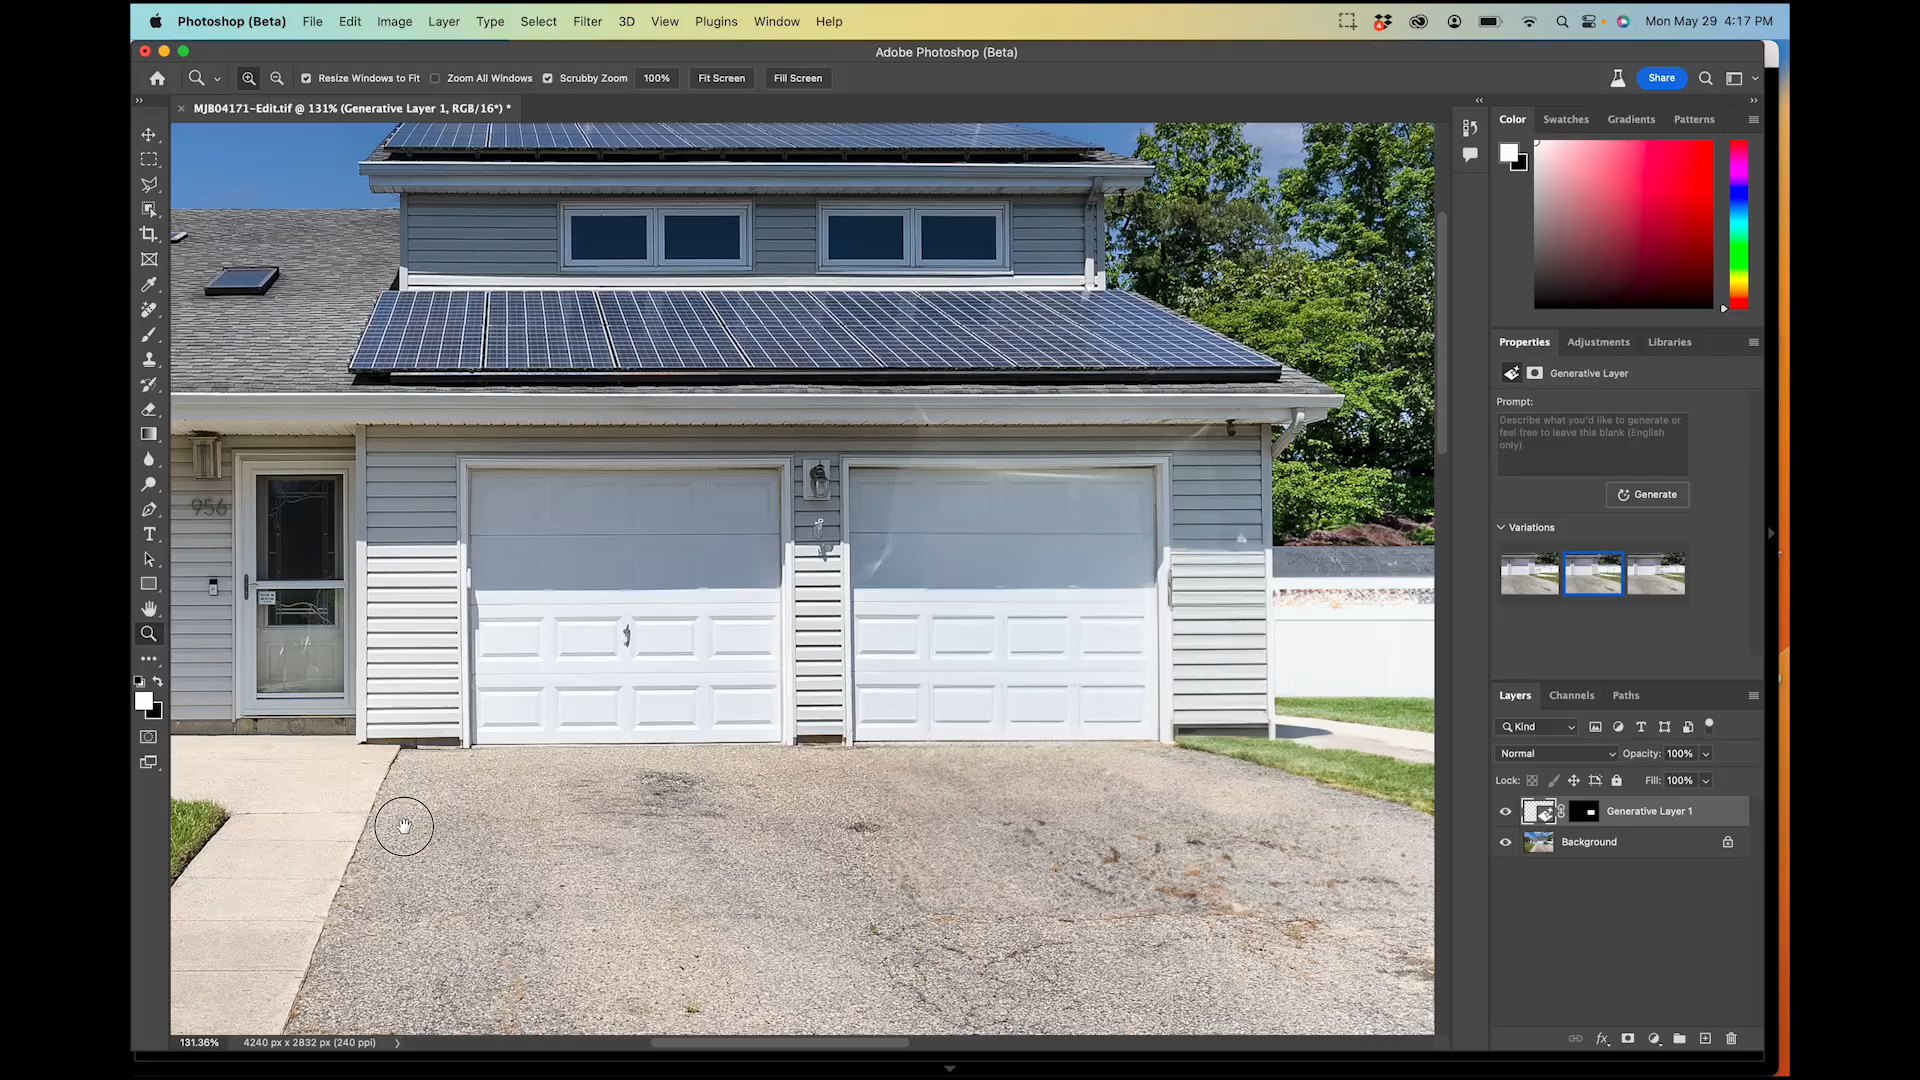 Photoshop (Beta) File Edit Image Layer Type Select Filter 3D View Plugins Window Help Mon May 29 4:17 PM
Adobe Photoshop (Beta)
Resize Windows to Fit Zoom All Windows Scrubby Zoom 100% Fit Screen Fill Screen Share
MJB04171-Edit.tif @ 131% (Generative Layer 1, RGB/16*) *
Color Swatches Gradients Patterns
Properties Adjustments Libraries
Generative Layer
Prompt:
Describe what you'd like to generate or
feel free to leave this blank (English
only).
Generate
Variations
956
Layers Channels Paths
Kind
Normal Opacity: 100%
Lock: Fill: 100%
Generative Layer 1
Background
fx
131.36% 4240 px x 2832 px (240 ppi)